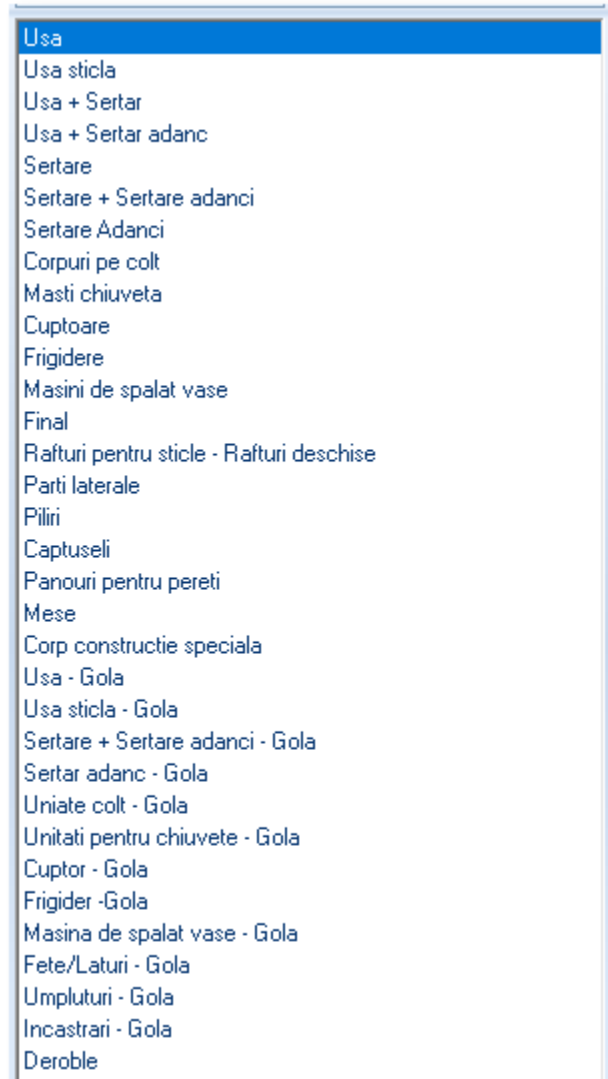 Usa
Usa sticla
Usa + Sertar
Usa + Sertar adanc
Sertare
Sertare + Sertare adanci
Sertare Adanci
Corpuri pe colt
Masti chiuveta
Cuptoare
Frigidere
Masini de spalat vase
Final
Rafturi pentru sticle - Rafturi deschise
Parti laterale
Piliri
Captuseli
Panouri pentru pereti
Mese
Corp constructie speciala
Usa - Gola
Usa sticla - Gola
Sertare + Sertare adanci - Gola
Sertar adanc - Gola
Uniate colt - Gola
Unitati pentru chiuvete - Gola
Cuptor - Gola
Frigider -Gola
Masina de spalat vase - Gola
Fete/Laturi - Gola
Umpluturi - Gola
Incastrari - Gola
Deroble